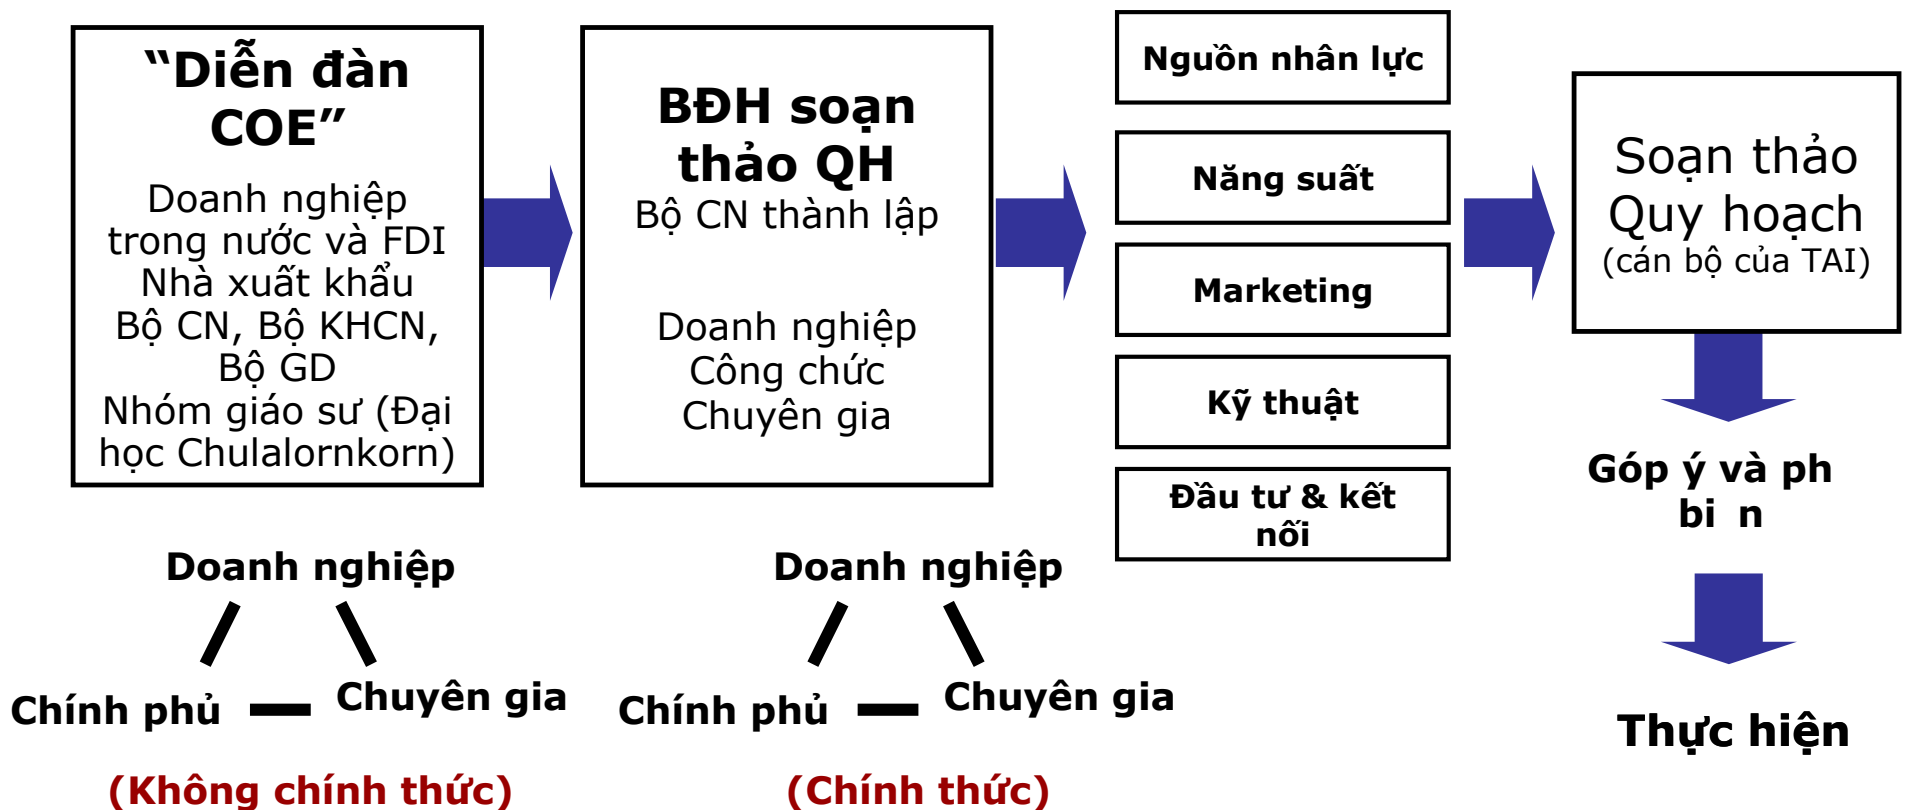 “Diễn đàn
COE”
Doanh nghiệp
trong nước và FDI
Nhà xuất khẩu
Bộ CN, Bộ KHCN,
Bộ GD
Nhóm giáo sư (Đại
học Chulalornkorn)
BĐH soạn
thảo QH
Bộ CN thành lập
Doanh nghiệp
Công chức
Chuyên gia
Nguồn nhân lực
Năng suất
Marketing
Kỹ thuật
Đầu tư & kết
nối
Soạn thảo
Quy hoạch
(cán bộ của TAI)
Góp ý và ph
bi n
Thực hiện
Doanh nghiệp
Chính phủ
Chuyên gia
(Không chính thức)
Doanh nghiệp
Chính phủ
Chuyên gia
(Chính thức)